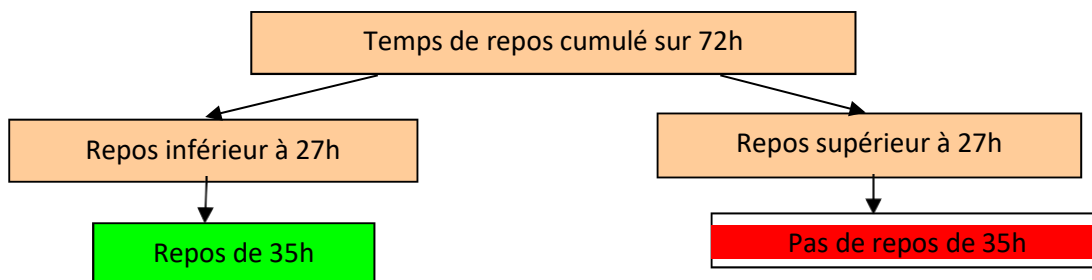 Temps de repos cumulé sur 72h
Repos inférieur à 27h
Repos supérieur à 27h
Repos de 35h
Pas de repos de 35h